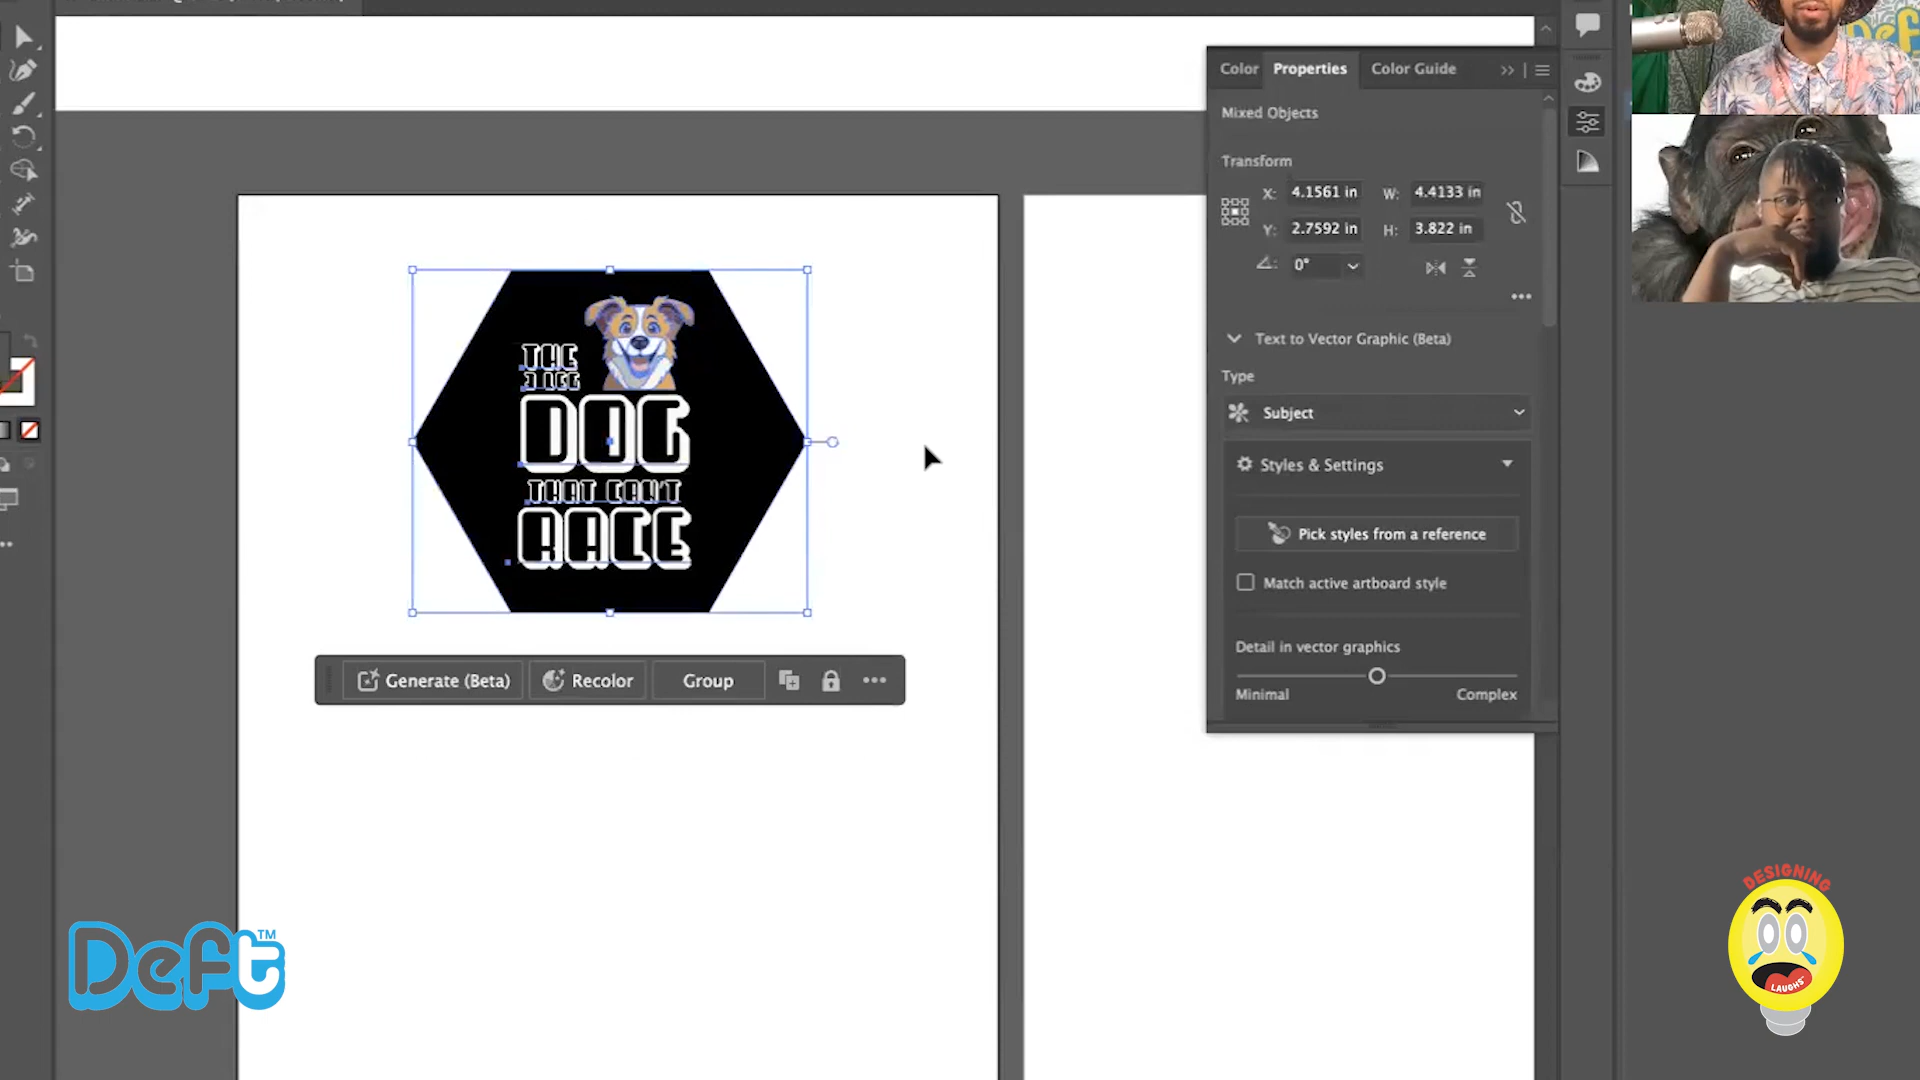 Color Properties Color Guide
Mixed Objects
Transform
X: 4.1561 in W: 4.4133 in
Y: 2.7592 in H: 3.822 in
0°
Text to Vector Graphic (Beta)
Type
Subject
Styles & Settings
Pick styles from a reference
Match active artboard style
Detail in vector graphics
Minimal Complex
THE
3 LEG
DOG
THAT CAN'T
RACE
Generate (Beta) Recolor Group
Deft™
DESIGNING
LAUGHS
Def